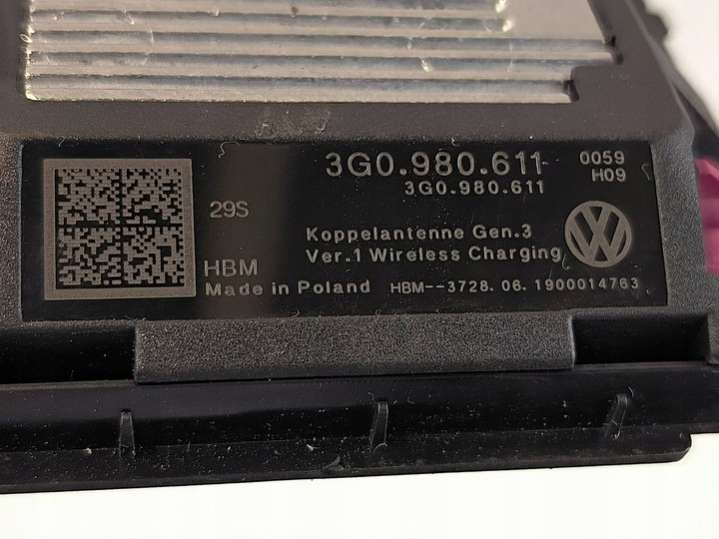 3G0.980.611 0059
3G0.980.611 H09
29S
Koppelantenne Gen.3
Ver.1 Wireless Charging
HBM
Made in Poland HBM--3728.06.1900014763